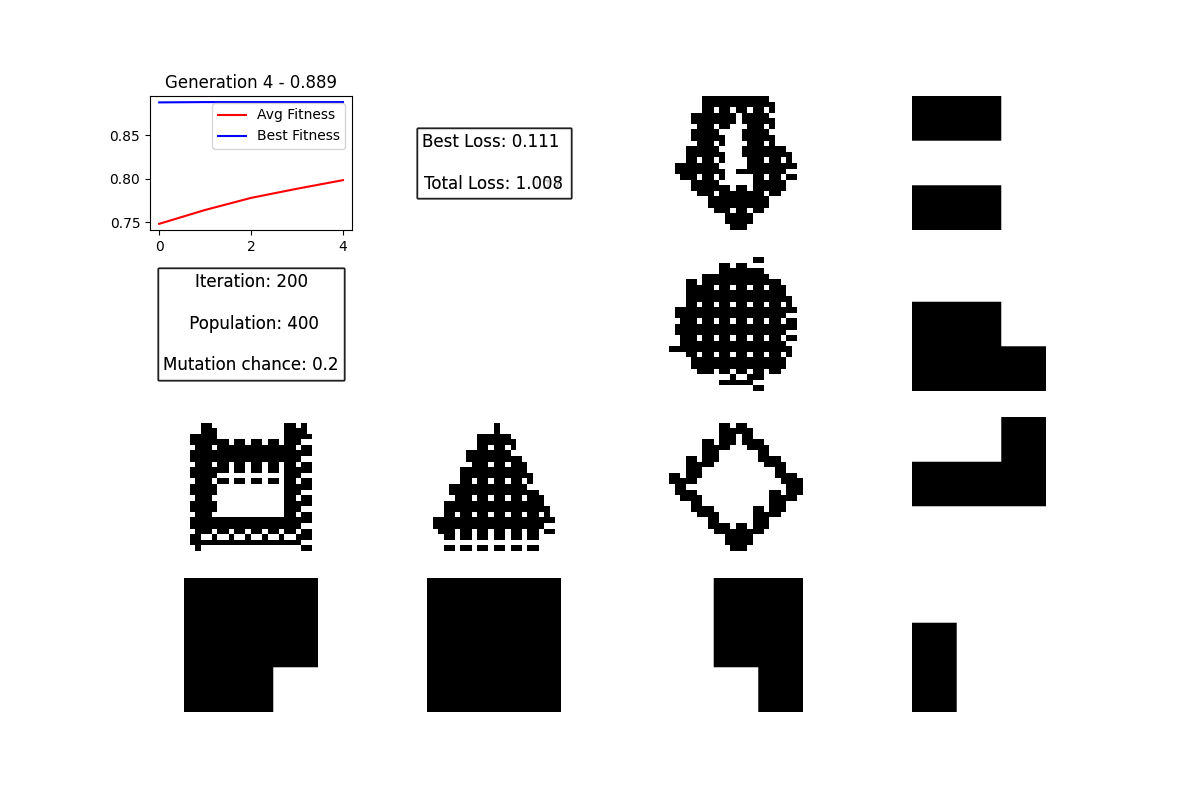 Generation 4 - 0.889
Avg Fitness
Best Fitness
0.85
0.80
0.75
0
2
4
Best Loss: 0.111
Total Loss: 1.008
Iteration: 200
Population: 400
Mutation chance: 0.2